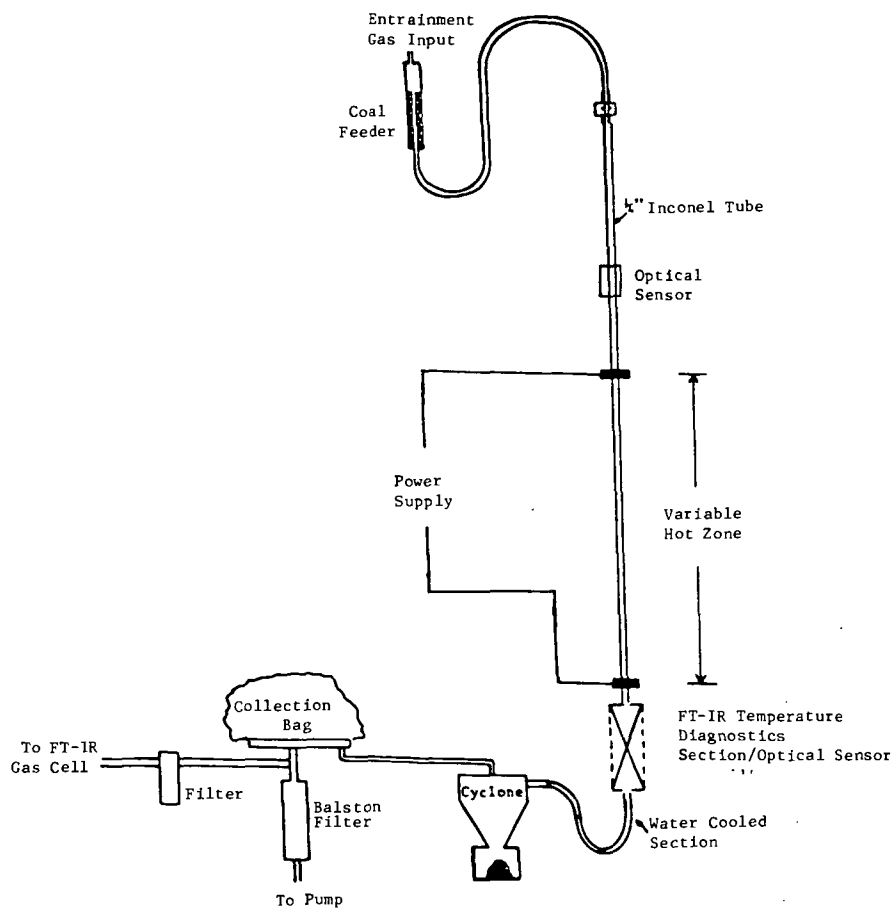 Entrainment
Gas Input
Coal
Feeder
¼" Inconel Tube
Optical
Sensor
Power
Supply
Variable
Hot Zone
Collection
Bag
FT-IR Temperature
Diagnostics
Section/Optical Sensor
To FT-IR
Gas Cell
Filter
Balston
Filter
Cyclone
Water Cooled
Section
To Pump